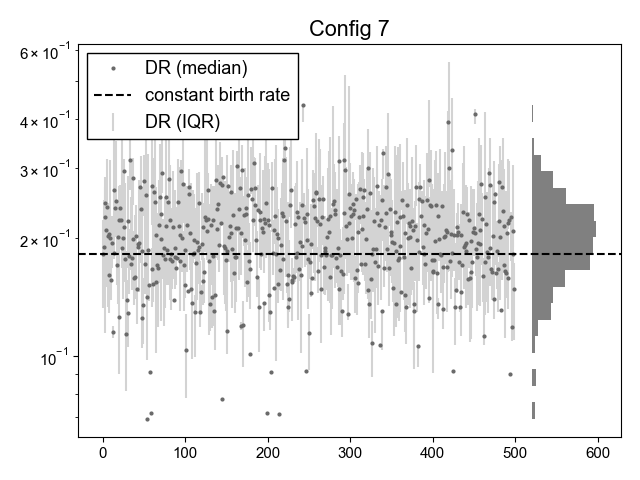 Config 7
6 × 10⁻¹
4 × 10⁻¹
3 × 10⁻¹
2 × 10⁻¹
10⁻¹
DR (median)
constant birth rate
DR (IQR)
0 100 200 300 400 500 600